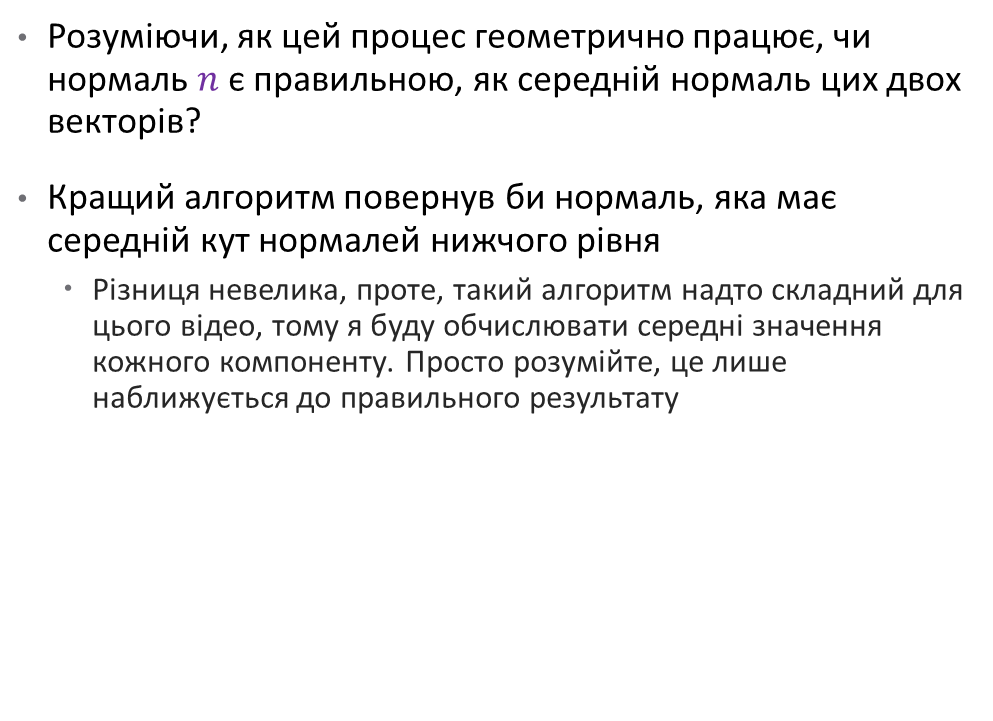 • Розуміючи, як цей процес геометрично працює, чи
нормаль n є правильною, як середній нормаль цих двох
векторів?
• Кращий алгоритм повернув би нормаль, яка має
середній кут нормалей нижчого рівня
• Різниця невелика, проте, такий алгоритм надто складний для
цього відео, тому я буду обчислювати середні значення
кожного компоненту. Просто розумійте, це лише
наближується до правильного результату